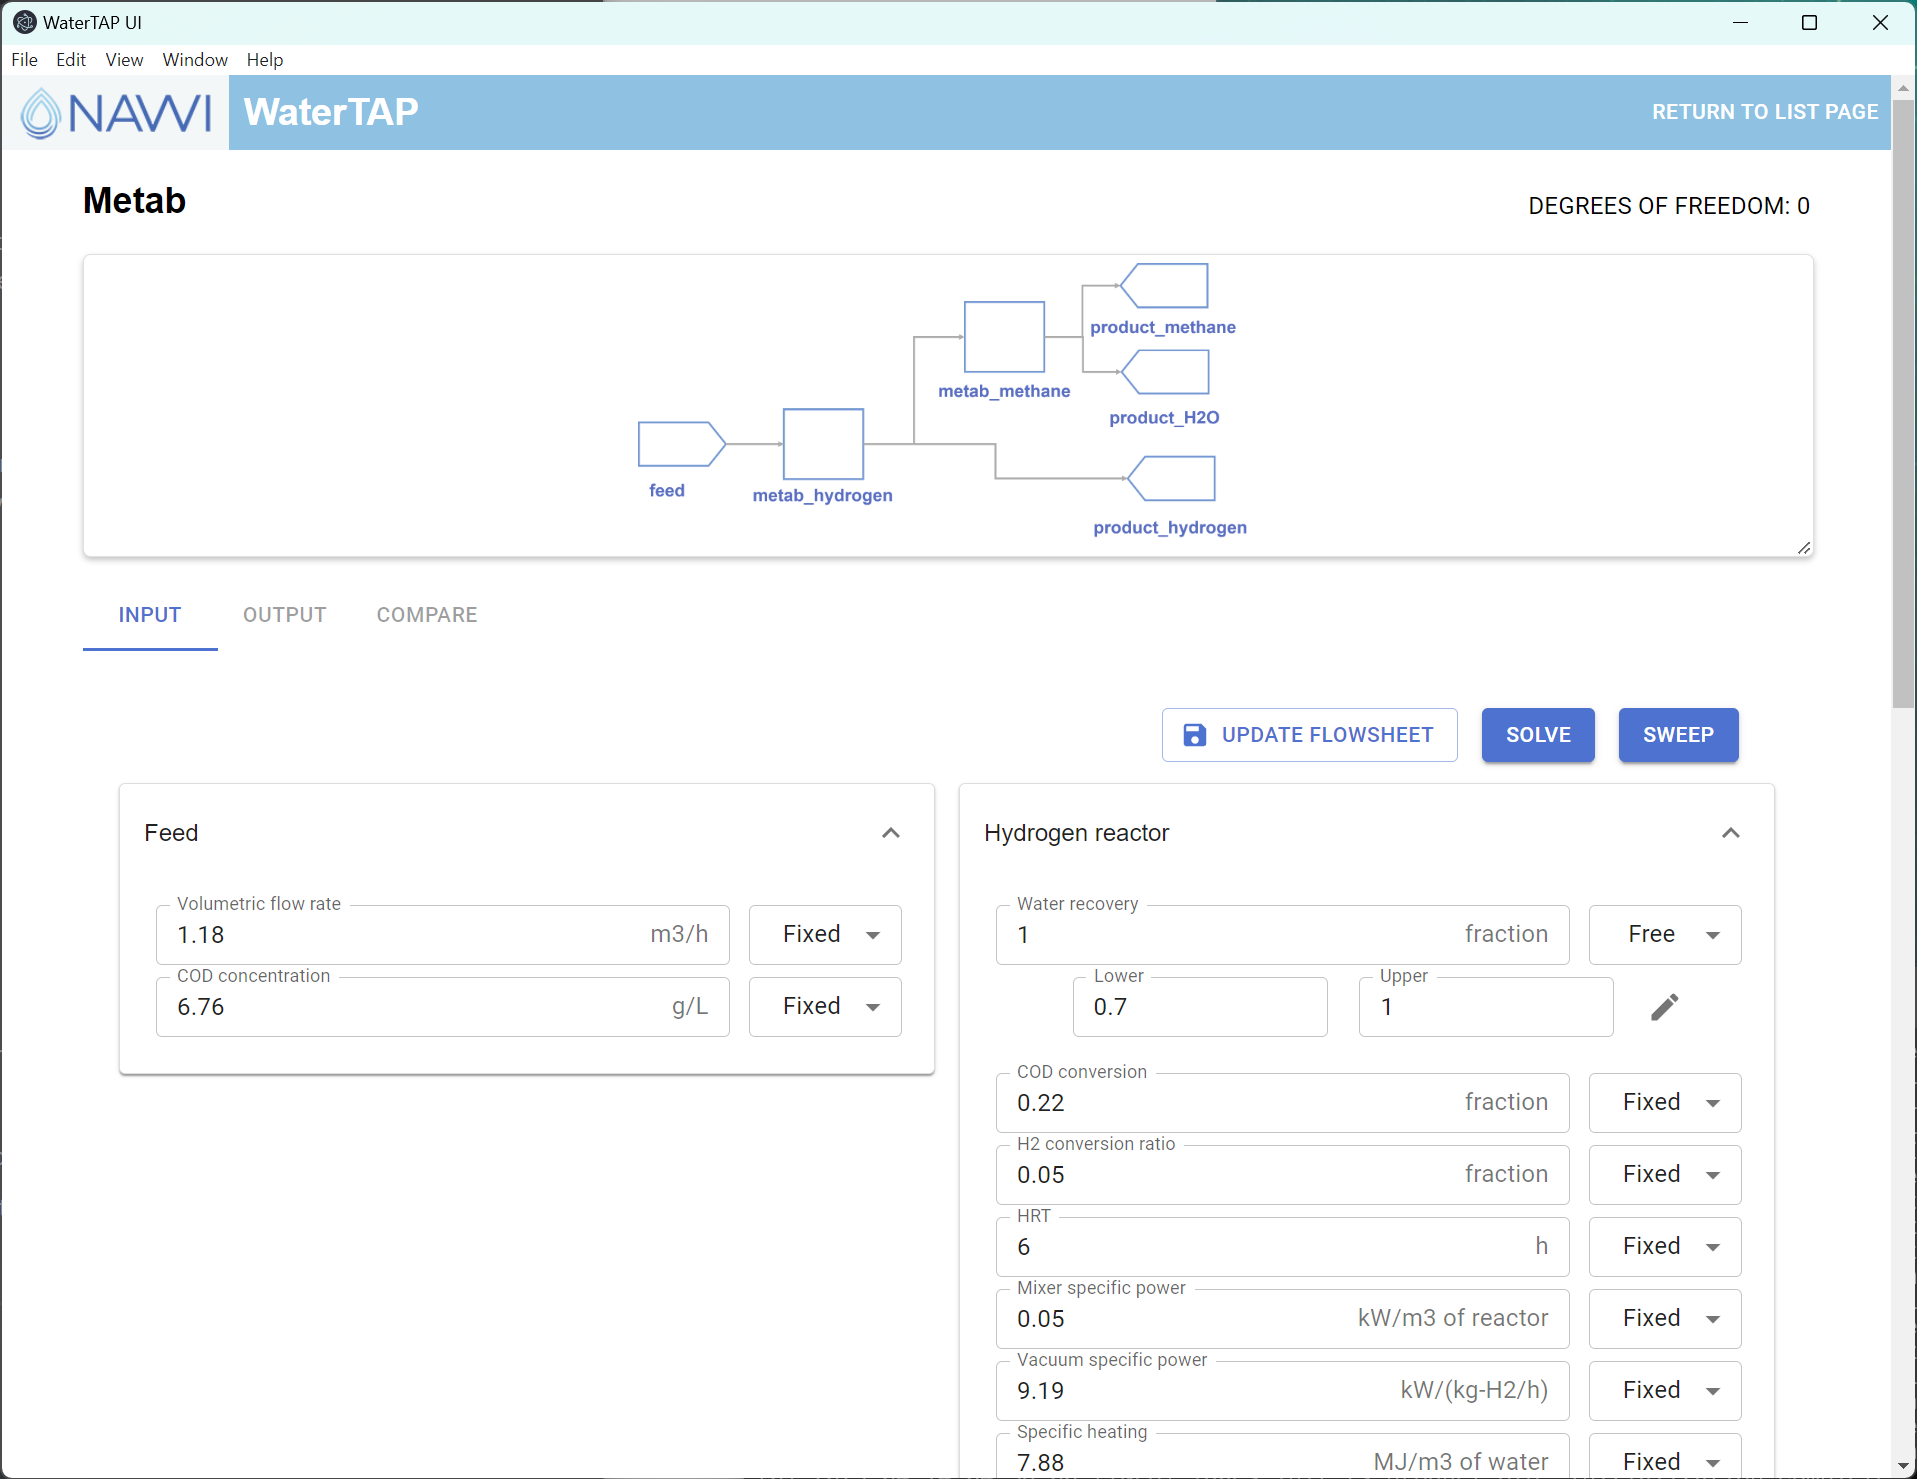 WaterTAP UI
File Edit View Window Help
NAWI WaterTAP RETURN TO LIST PAGE
Metab DEGREES OF FREEDOM: 0
product_methane
metab_methane
product_H2O
feed
metab_hydrogen
product_hydrogen
INPUT OUTPUT COMPARE
UPDATE FLOWSHEET SOLVE SWEEP
Feed
Volumetric flow rate
1.18 m3/h Fixed
COD concentration
6.76 g/L Fixed
Hydrogen reactor
Water recovery
1 fraction Free
Lower Upper
0.7 1
COD conversion
0.22 fraction Fixed
H2 conversion ratio
0.05 fraction Fixed
HRT
6 h Fixed
Mixer specific power
0.05 kW/m3 of reactor Fixed
Vacuum specific power
9.19 kW/(kg-H2/h) Fixed
Specific heating
7.88 MJ/m3 of water Fixed